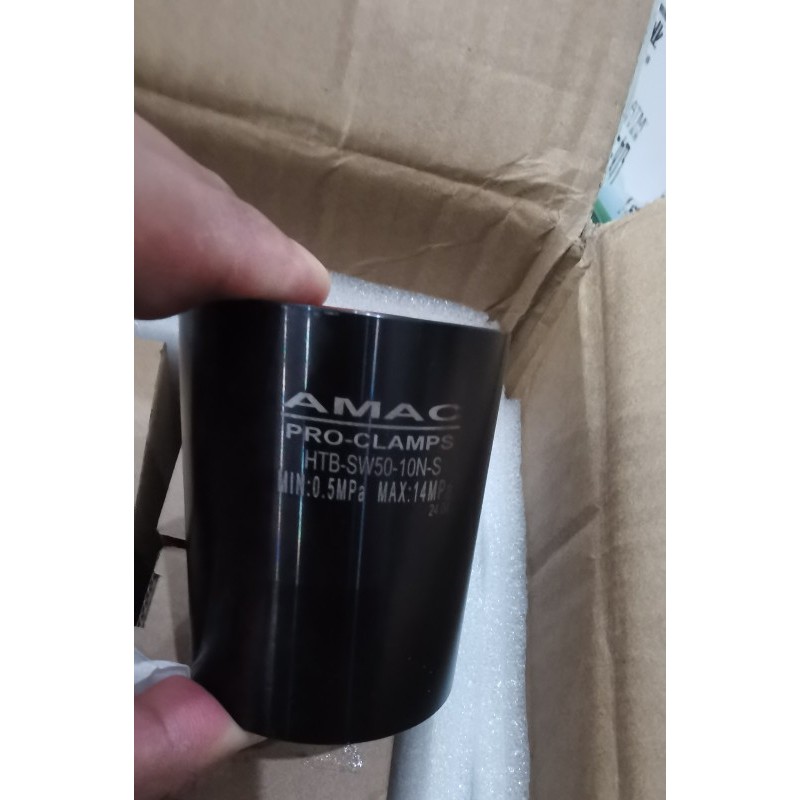 AMAC
PRO-CLAMPS
HTB-SW50-10N-S
MIN:0.5MPa MAX:14MPa